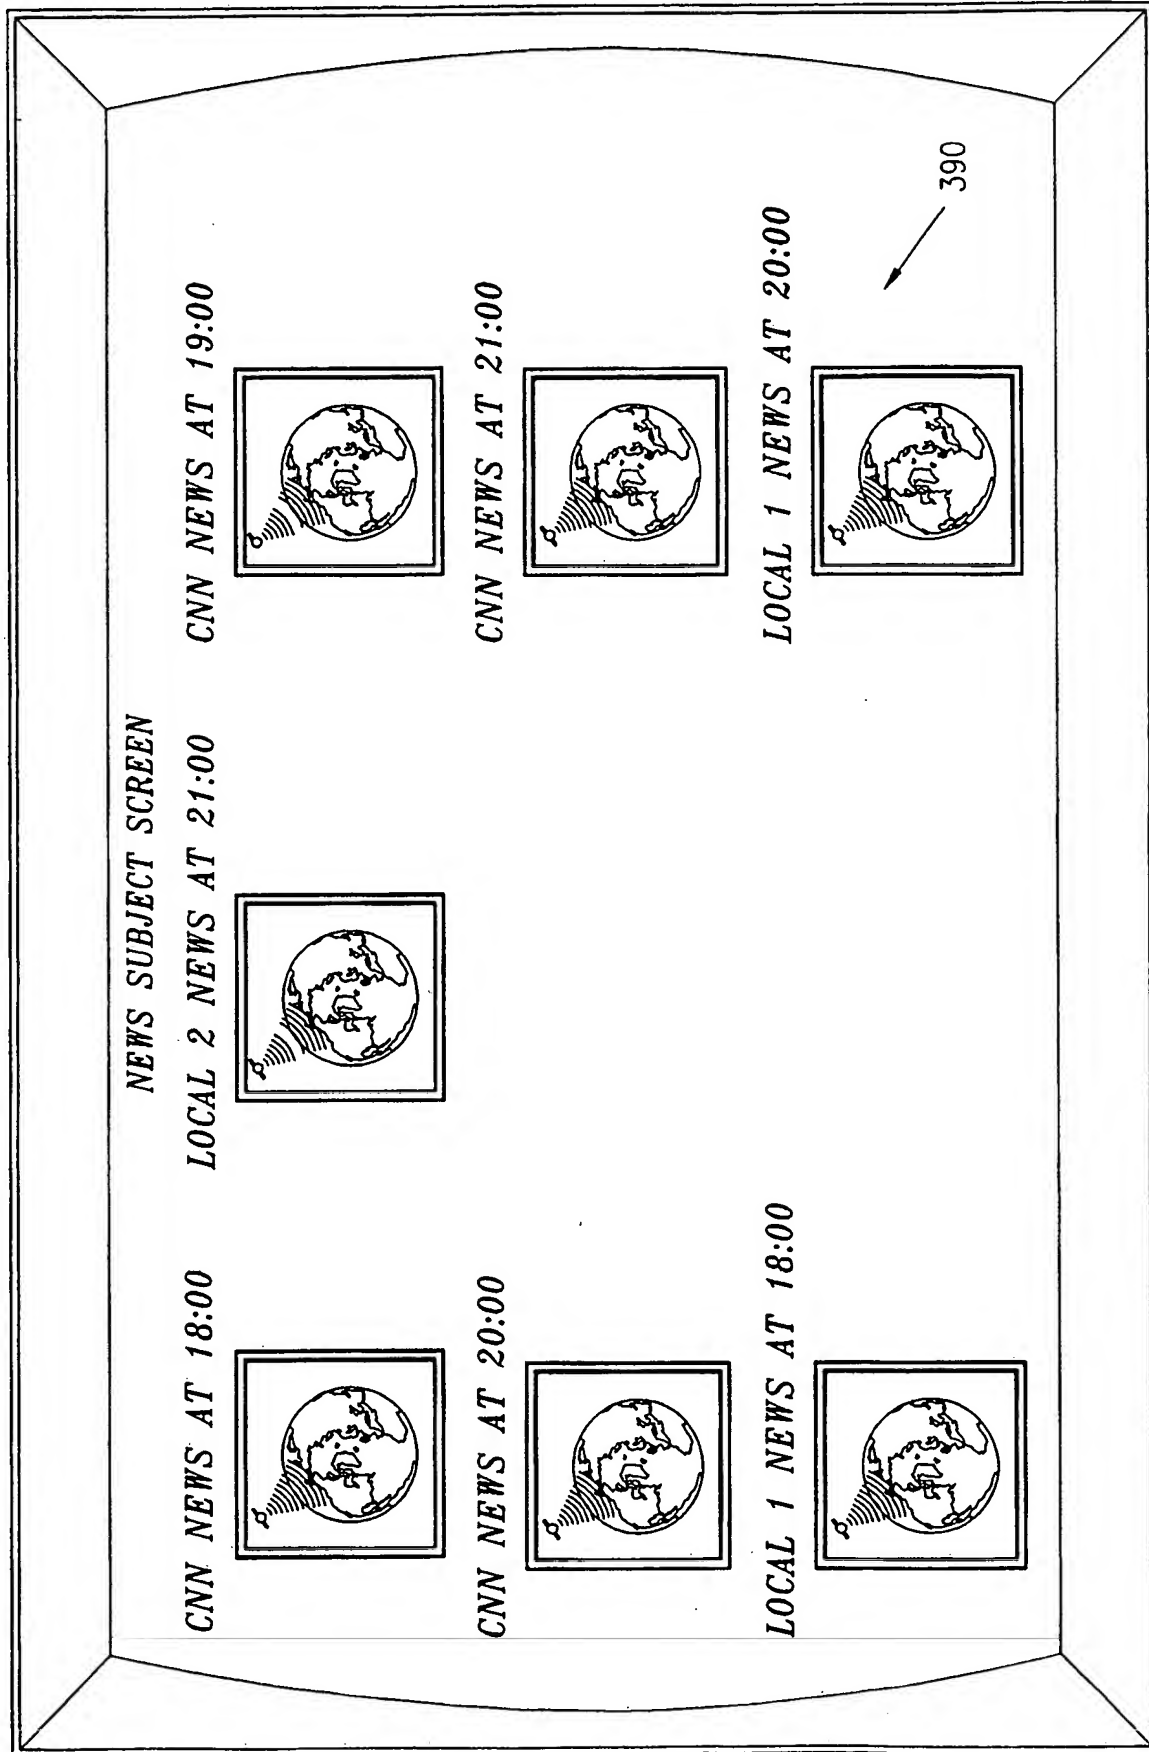 NEWS SUBJECT SCREEN
CNN NEWS AT 18:00
LOCAL 2 NEWS AT 21:00
CNN NEWS AT 19:00
CNN NEWS AT 20:00
CNN NEWS AT 21:00
LOCAL 1 NEWS AT 18:00
LOCAL 1 NEWS AT 20:00
390